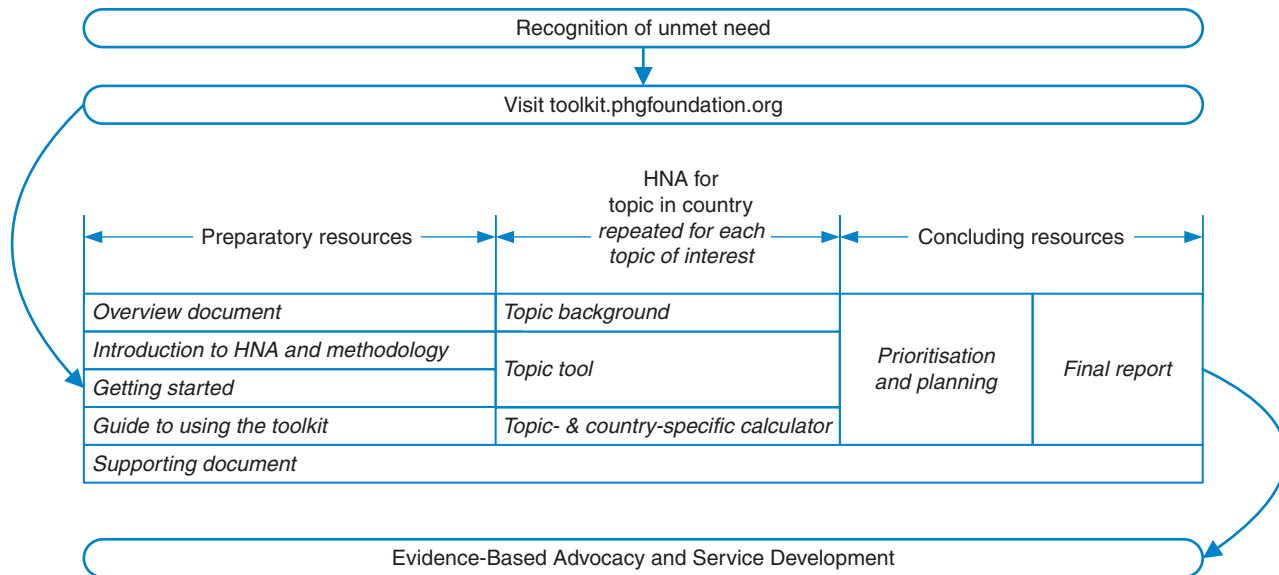 Recognition of unmet need
Visit toolkit.phgfoundation.org
HNA for
topic in country
repeated for each
topic of interest
Preparatory resources
Concluding resources
Overview document
Introduction to HNA and methodology
Getting started
Guide to using the toolkit
Supporting document
Topic background
Topic tool
Topic- & country-specific calculator
Prioritisation
and planning
Final report
Evidence-Based Advocacy and Service Development